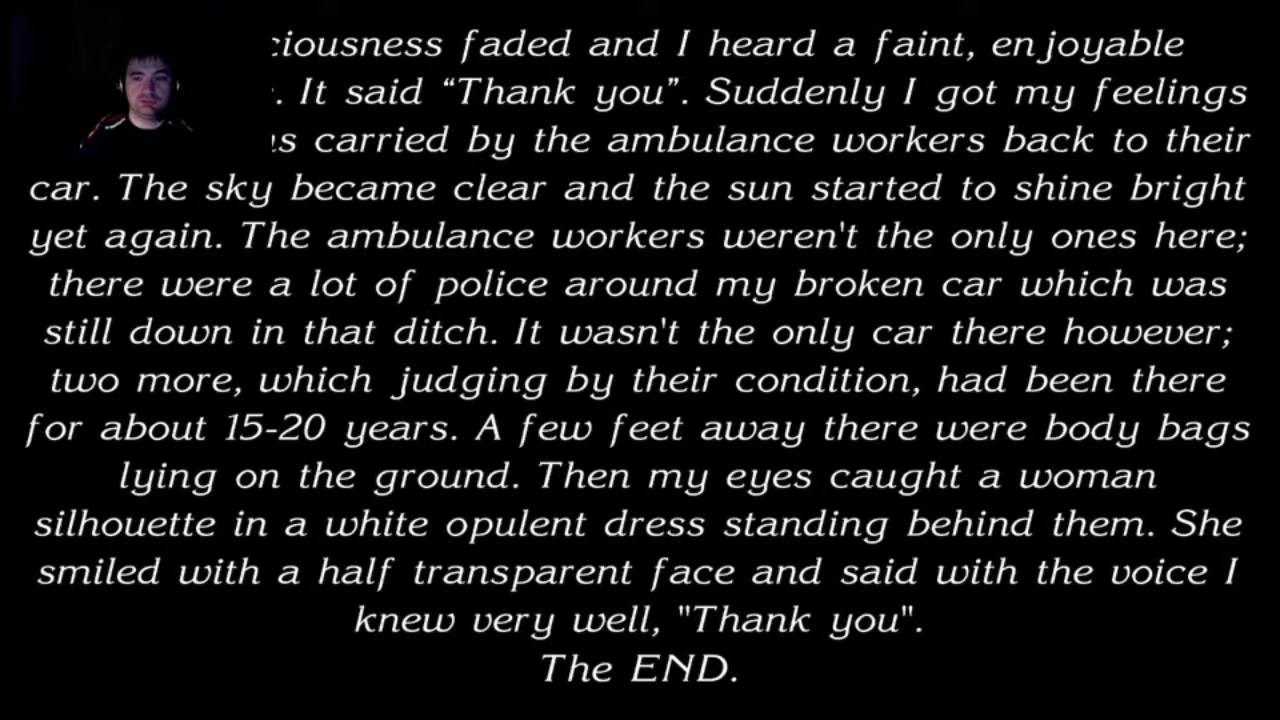 ciousness faded and I heard a faint, enjoyable
. It said “Thank you”. Suddenly I got my feelings
s carried by the ambulance workers back to their
car. The sky became clear and the sun started to shine bright
yet again. The ambulance workers weren't the only ones here;
there were a lot of police around my broken car which was
still down in that ditch. It wasn't the only car there however;
two more, which judging by their condition, had been there
for about 15-20 years. A few feet away there were body bags
lying on the ground. Then my eyes caught a woman
silhouette in a white opulent dress standing behind them. She
smiled with a half transparent face and said with the voice I
knew very well, "Thank you".
The END.